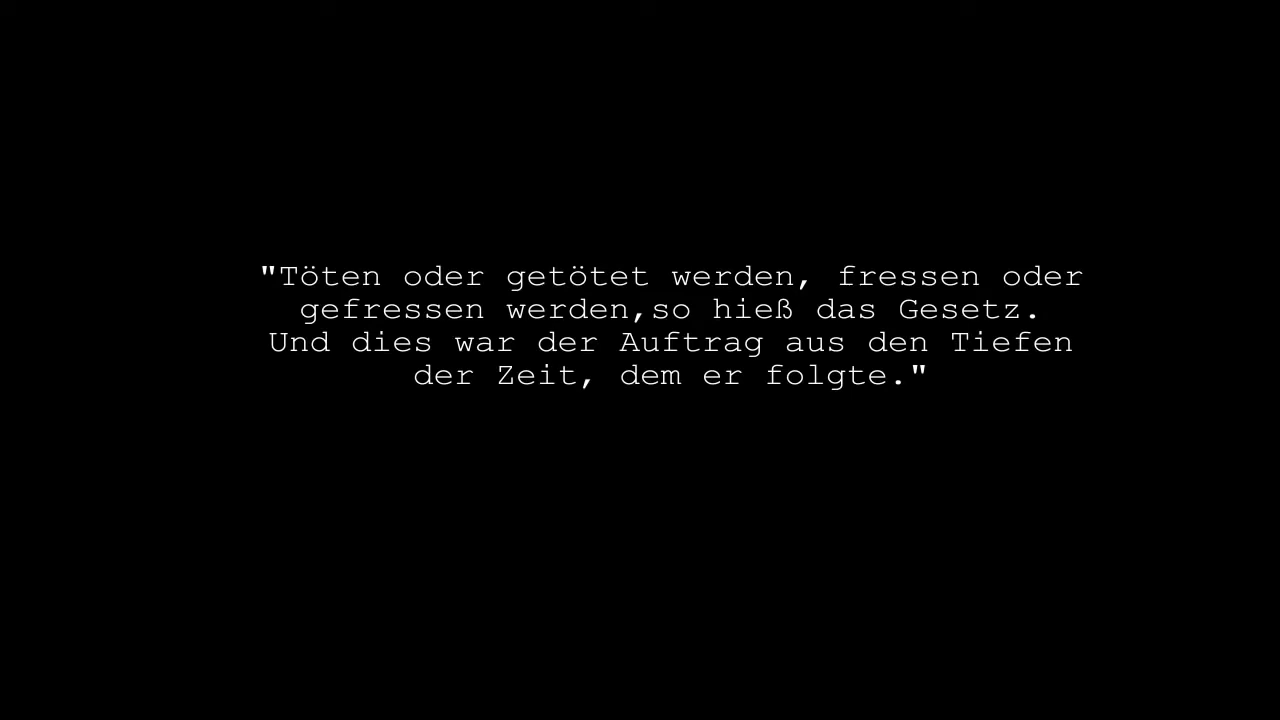 "Töten oder getötet werden, fressen oder
gefressen werden,so hieß das Gesetz.
Und dies war der Auftrag aus den Tiefen
der Zeit, dem er folgte."